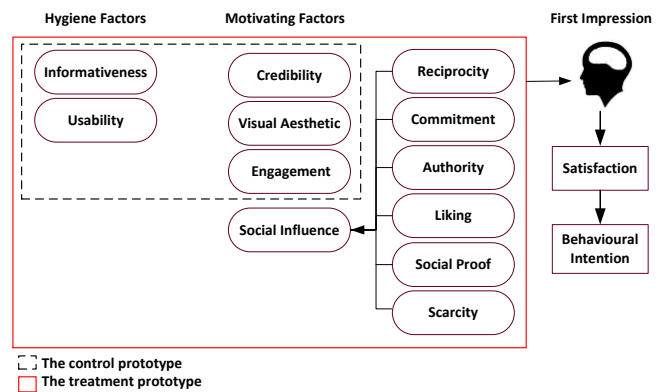 Hygiene Factors
Motivating Factors
First Impression
Informativeness
Usability
Credibility
Visual Aesthetic
Engagement
Social Influence
Reciprocity
Commitment
Authority
Liking
Social Proof
Scarcity
Satisfaction
Behavioural
Intention
The control prototype
The treatment prototype